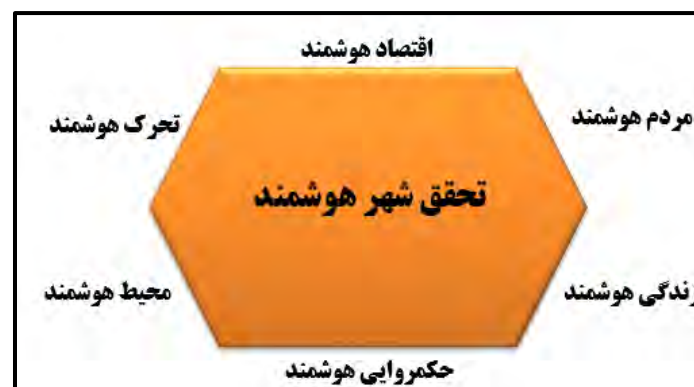 اقتصاد هوشمند
مردم هوشمند
تحرک هوشمند
تحقق شهر هوشمند
زندگی هوشمند
محیط هوشمند
حکمروایی هوشمند